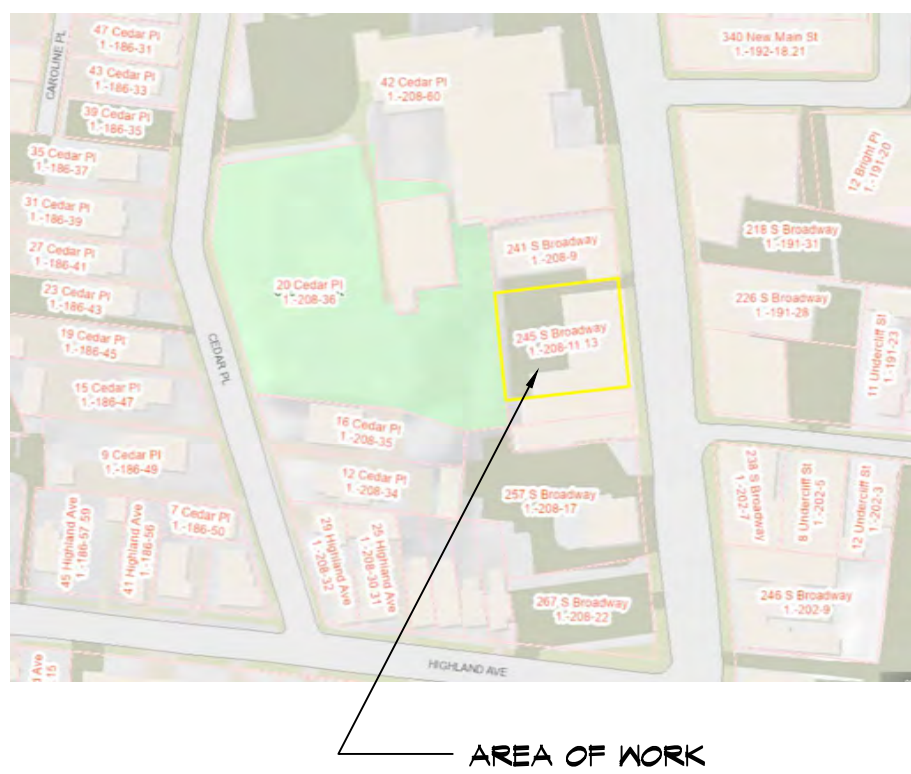 47 Cedar Pl
1.-186-31
340 New Main St
1.-192-18.21
CAROLINE PL
43 Cedar Pl
1.-186-33
42 Cedar Pl
1.-208-60
39 Cedar Pl
1.-186-35
35 Cedar Pl
1.-186-37
12 Bright Pl
1.-191-20
31 Cedar Pl
1.-186-39
218 S Broadway
1.-191-31
241 S Broadway
1.-208-9
27 Cedar Pl
1.-186-41
20 Cedar Pl
1.-208-36
23 Cedar Pl
1.-186-43
226 S Broadway
1.-191-28
245 S Broadway
1.-208-11.13
19 Cedar Pl
1.-186-45
CEDAR PL
11 Undercliff St
1.-191-23
15 Cedar Pl
1.-186-47
16 Cedar Pl
1.-208-35
9 Cedar Pl
1.-186-49
12 Cedar Pl
1.-208-34
238 S Broadway
1.-202-7
8 Undercliff St
1.-202-5
12 Undercliff St
1.-202-3
257 S Broadway
1.-208-17
45 Highland Ave
1.-186-57.59
41 Highland Ave
1.-186-56
7 Cedar Pl
1.-186-50
29 Highland Ave
1.-208-32
25 Highland Ave
1.-208-30.31
267 S Broadway
1.-208-22
246 S Broadway
1.-202-9
HIGHLAND AVE
AREA OF WORK